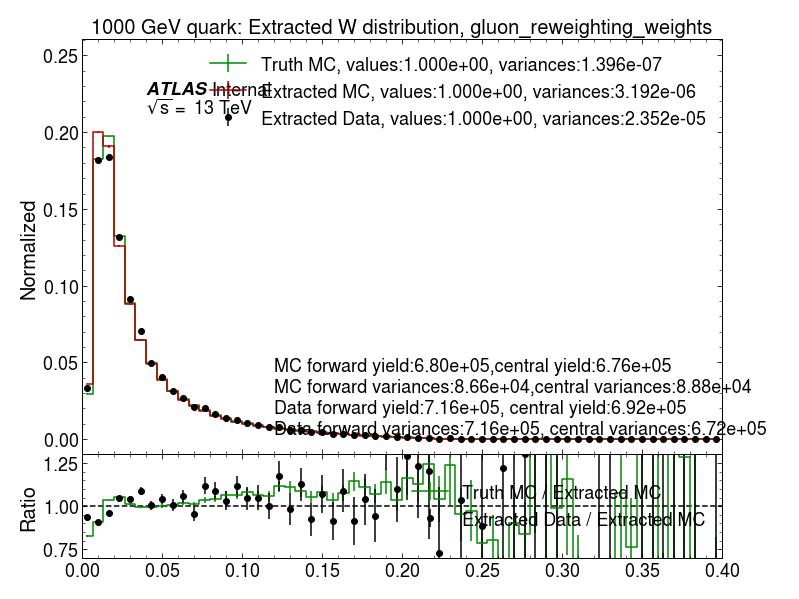 1000 GeV quark: Extracted W distribution, gluon_reweighting_weights
Truth MC, values:1.000e+00, variances:1.396e-07
ATLAS Internal
Extracted MC, values:1.000e+00, variances:3.192e-06
√s = 13 TeV
Extracted Data, values:1.000e+00, variances:2.352e-05
0.25
0.20
0.15
0.10
0.05
0.00
Normalized
MC forward yield:6.80e+05,central yield:6.76e+05
MC forward variances:8.66e+04,central variances:8.88e+04
Data forward yield:7.16e+05, central yield:6.92e+05
Data forward variances:7.16e+05, central variances:6.72e+05
1.25
1.00
0.75
Ratio
Truth MC / Extracted MC
Extracted Data / Extracted MC
0.00 0.05 0.10 0.15 0.20 0.25 0.30 0.35 0.40